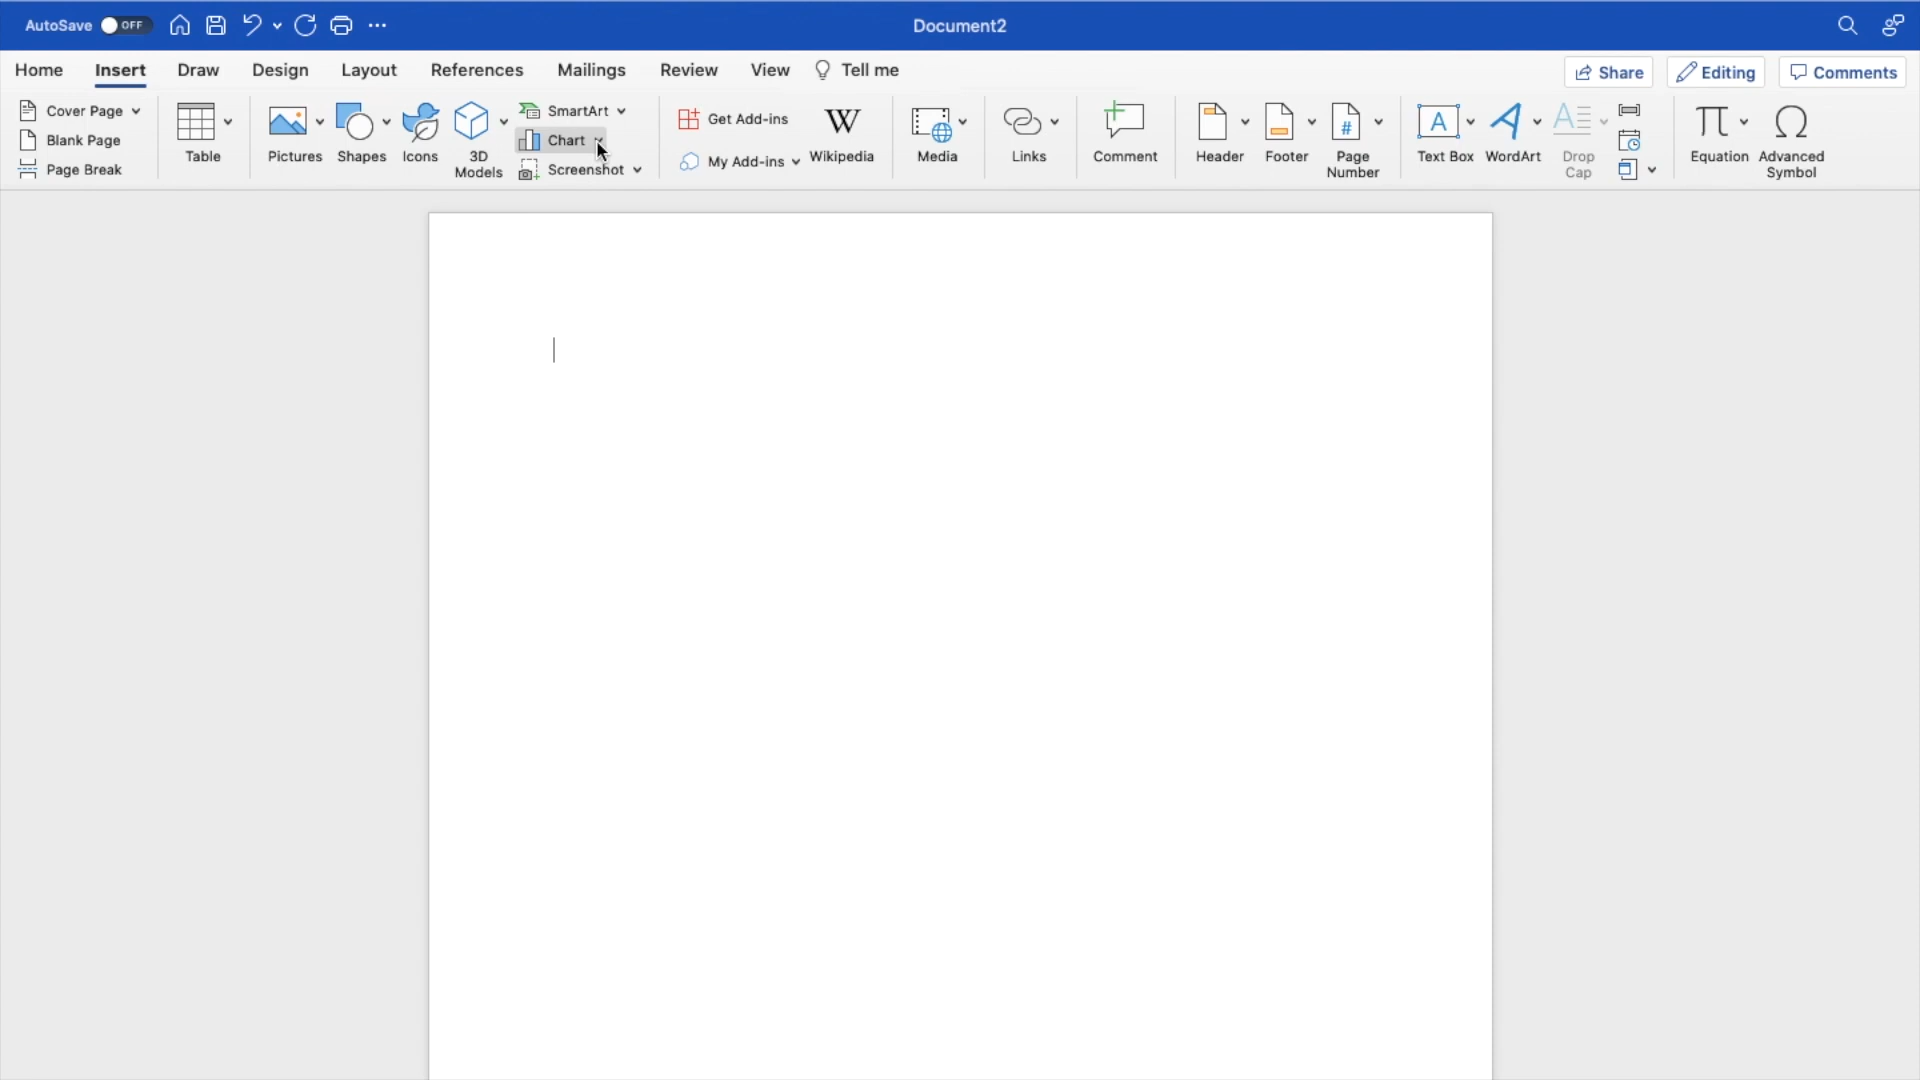 AutoSave OFF Document2
Home Insert Draw Design Layout References Mailings Review View Tell me Share Editing Comments
Cover Page
Blank Page
Page Break
Table
Pictures
Shapes
Icons
3D
Models
SmartArt
Chart
Screenshot
Get Add-ins
My Add-ins
W
Wikipedia
Media
Links
Comment
Header
Footer
#
Page
Number
A
Text Box
A
WordArt
A
Drop
Cap
π
Equation
Ω
Advanced
Symbol